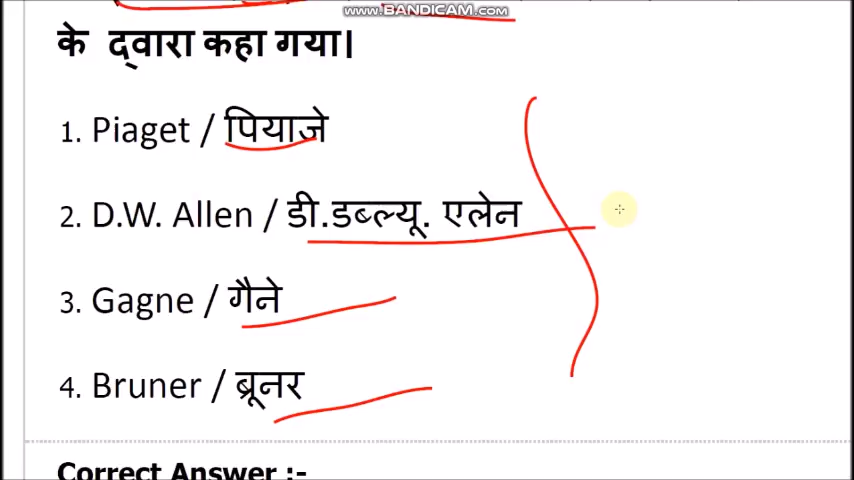 WWW.BANDICAM.COM
के द्वारा कहा गया।
1. Piaget / पियाजे
2. D.W. Allen / डी.डब्ल्यू. एलेन
3. Gagne / गैने
4. Bruner / ब्रूनर
Correct Answer :-